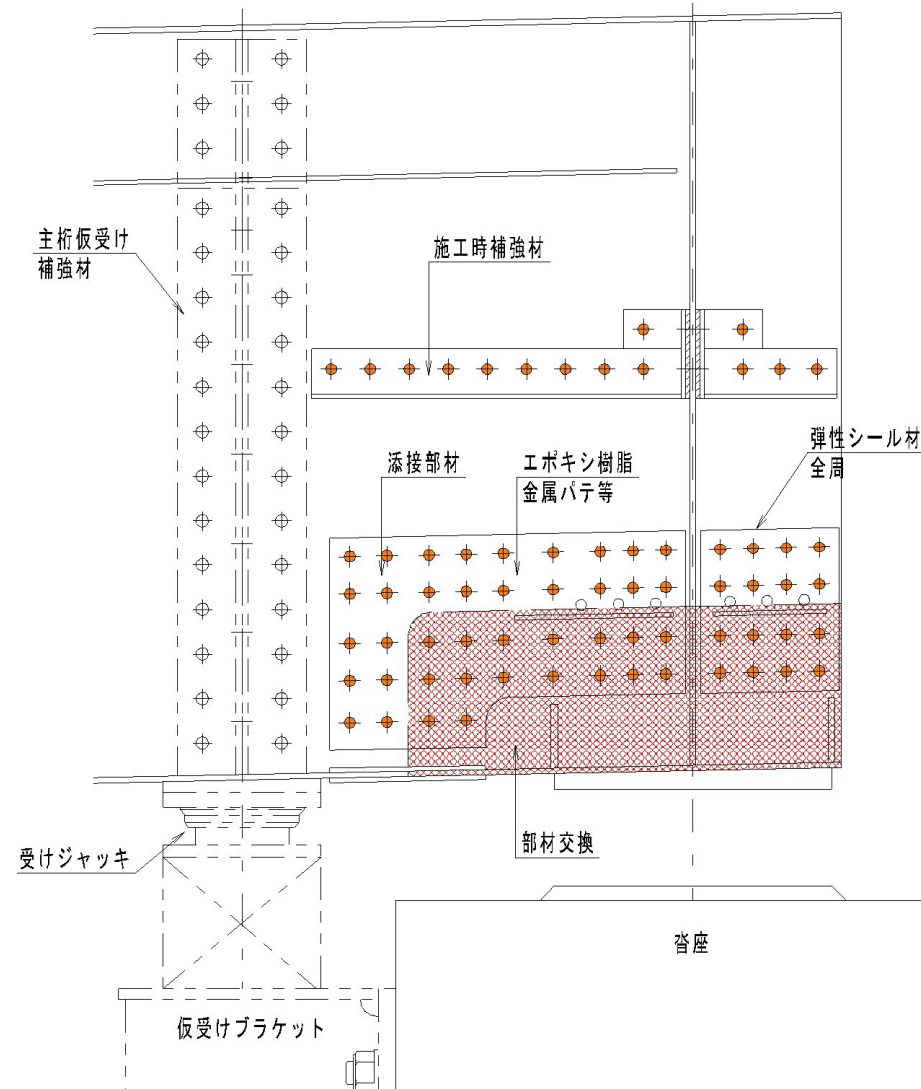 主桁仮受け
補強材
施工時補強材
弾性シール材
全周
添接部材
エポキシ樹脂
金属パテ等
部材交換
受けジャッキ
沓座
仮受けブラケット